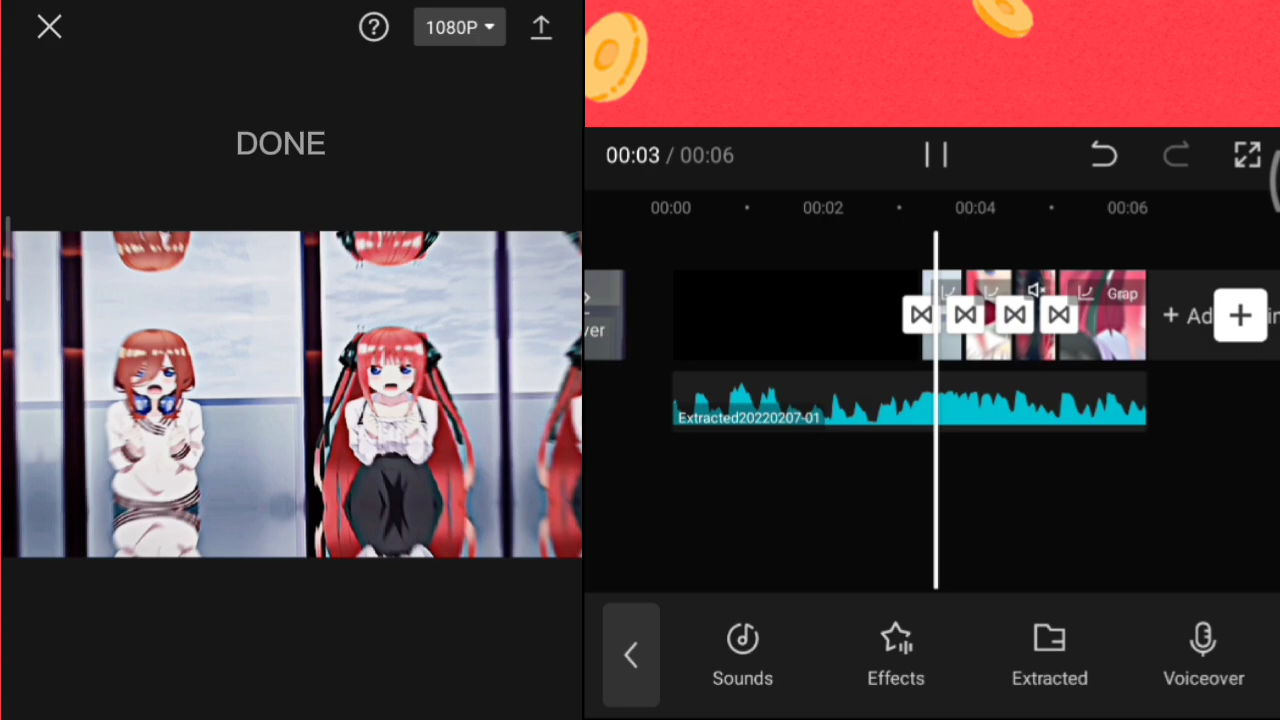 1080P
DONE
00:03 / 00:06
00:00
00:02
00:04
00:06
ver
Grap
+ Ad
Extracted20220207-01
Sounds
Effects
Extracted
Voiceover